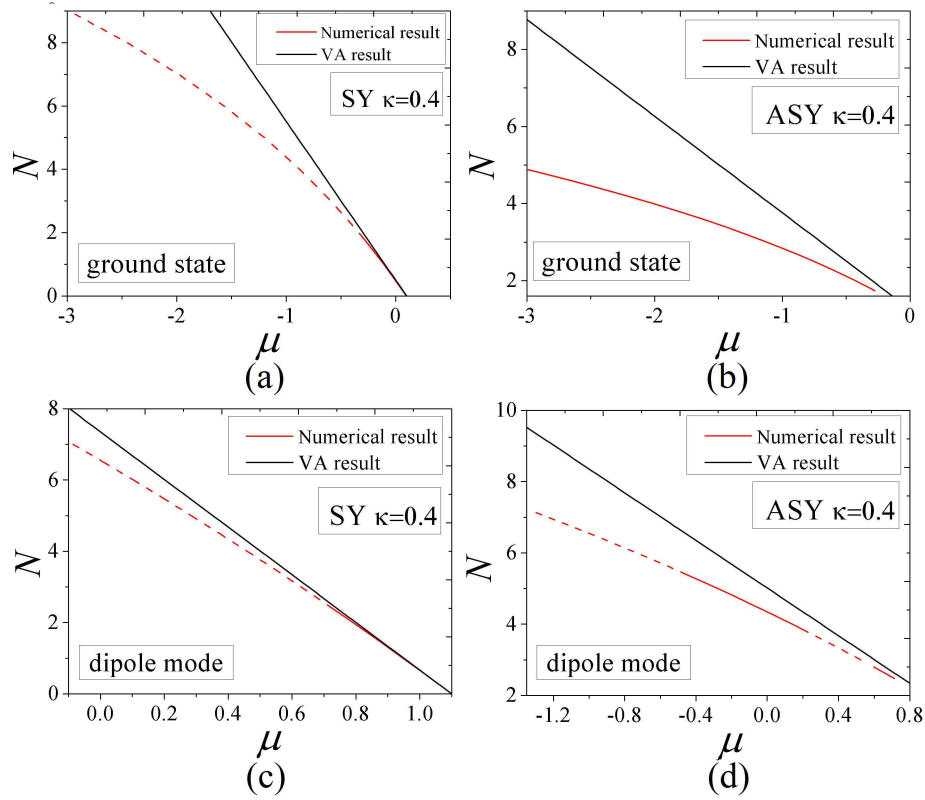 Numerical result
VA result
SY κ=0.4
ground state
N
8
6
4
2
0
-3
-2
-1
0
μ
(a)
Numerical result
VA result
ASY κ=0.4
ground state
N
8
6
4
2
-3
-2
-1
0
μ
(b)
Numerical result
VA result
SY κ=0.4
dipole mode
N
8
6
4
2
0
0.0
0.2
0.4
0.6
0.8
1.0
μ
(c)
Numerical result
VA result
ASY κ=0.4
dipole mode
N
10
8
6
4
2
-1.2
-0.8
-0.4
0.0
0.4
0.8
μ
(d)